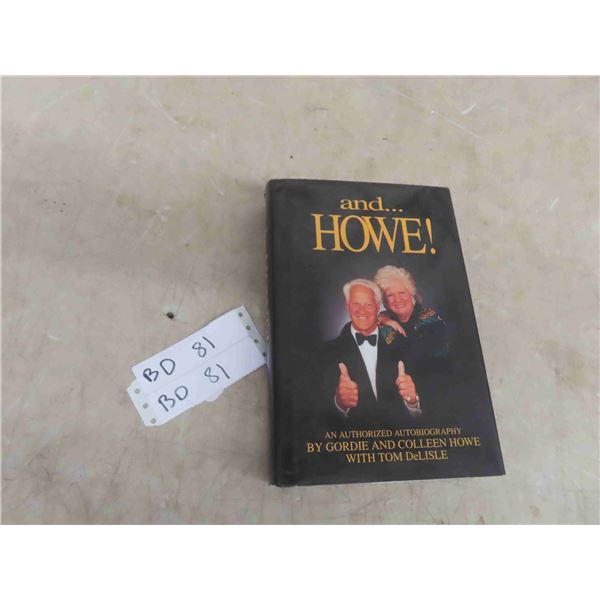 and...
HOWE!
AN AUTHORIZED AUTOBIOGRAPHY
BY GORDIE AND COLLEEN HOWE
WITH TOM DeLISLE
BD 81
BD 81